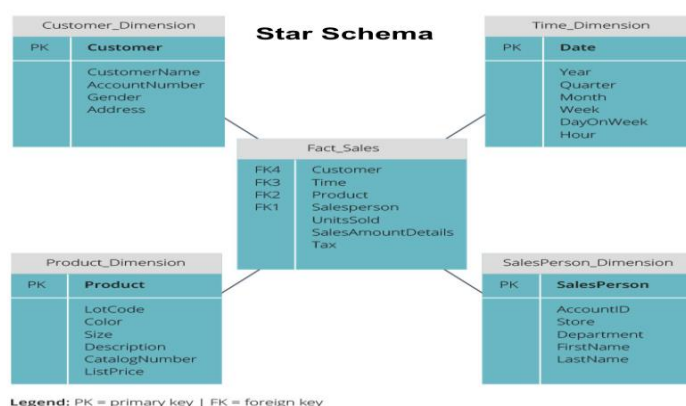 Star Schema
Customer_Dimension
PK Customer
CustomerName
AccountNumber
Gender
Address
Time_Dimension
PK Date
Year
Quarter
Month
Week
DayOnWeek
Hour
Fact_Sales
FK4 Customer
FK3 Time
FK2 Product
FK1 Salesperson
UnitsSold
SalesAmountDetails
Tax
Product_Dimension
PK Product
LotCode
Color
Size
Description
CatalogNumber
ListPrice
SalesPerson_Dimension
PK SalesPerson
AccountID
Store
Department
FirstName
LastName
Legend: PK = primary key | FK = foreign key